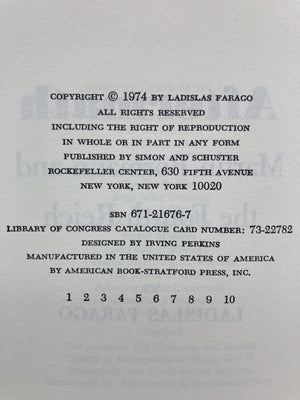 COPYRIGHT © 1974 BY LADISLAS FARAGO
ALL RIGHTS RESERVED
INCLUDING THE RIGHT OF REPRODUCTION
IN WHOLE OR IN PART IN ANY FORM
PUBLISHED BY SIMON AND SCHUSTER
ROCKEFELLER CENTER, 630 FIFTH AVENUE
NEW YORK, NEW YORK 10020
SBN 671-21676-7
LIBRARY OF CONGRESS CATALOGUE CARD NUMBER: 73-22782
DESIGNED BY IRVING PERKINS
MANUFACTURED IN THE UNITED STATES OF AMERICA
BY AMERICAN BOOK-STRATFORD PRESS, INC.
1 2 3 4 5 6 7 8 9 10